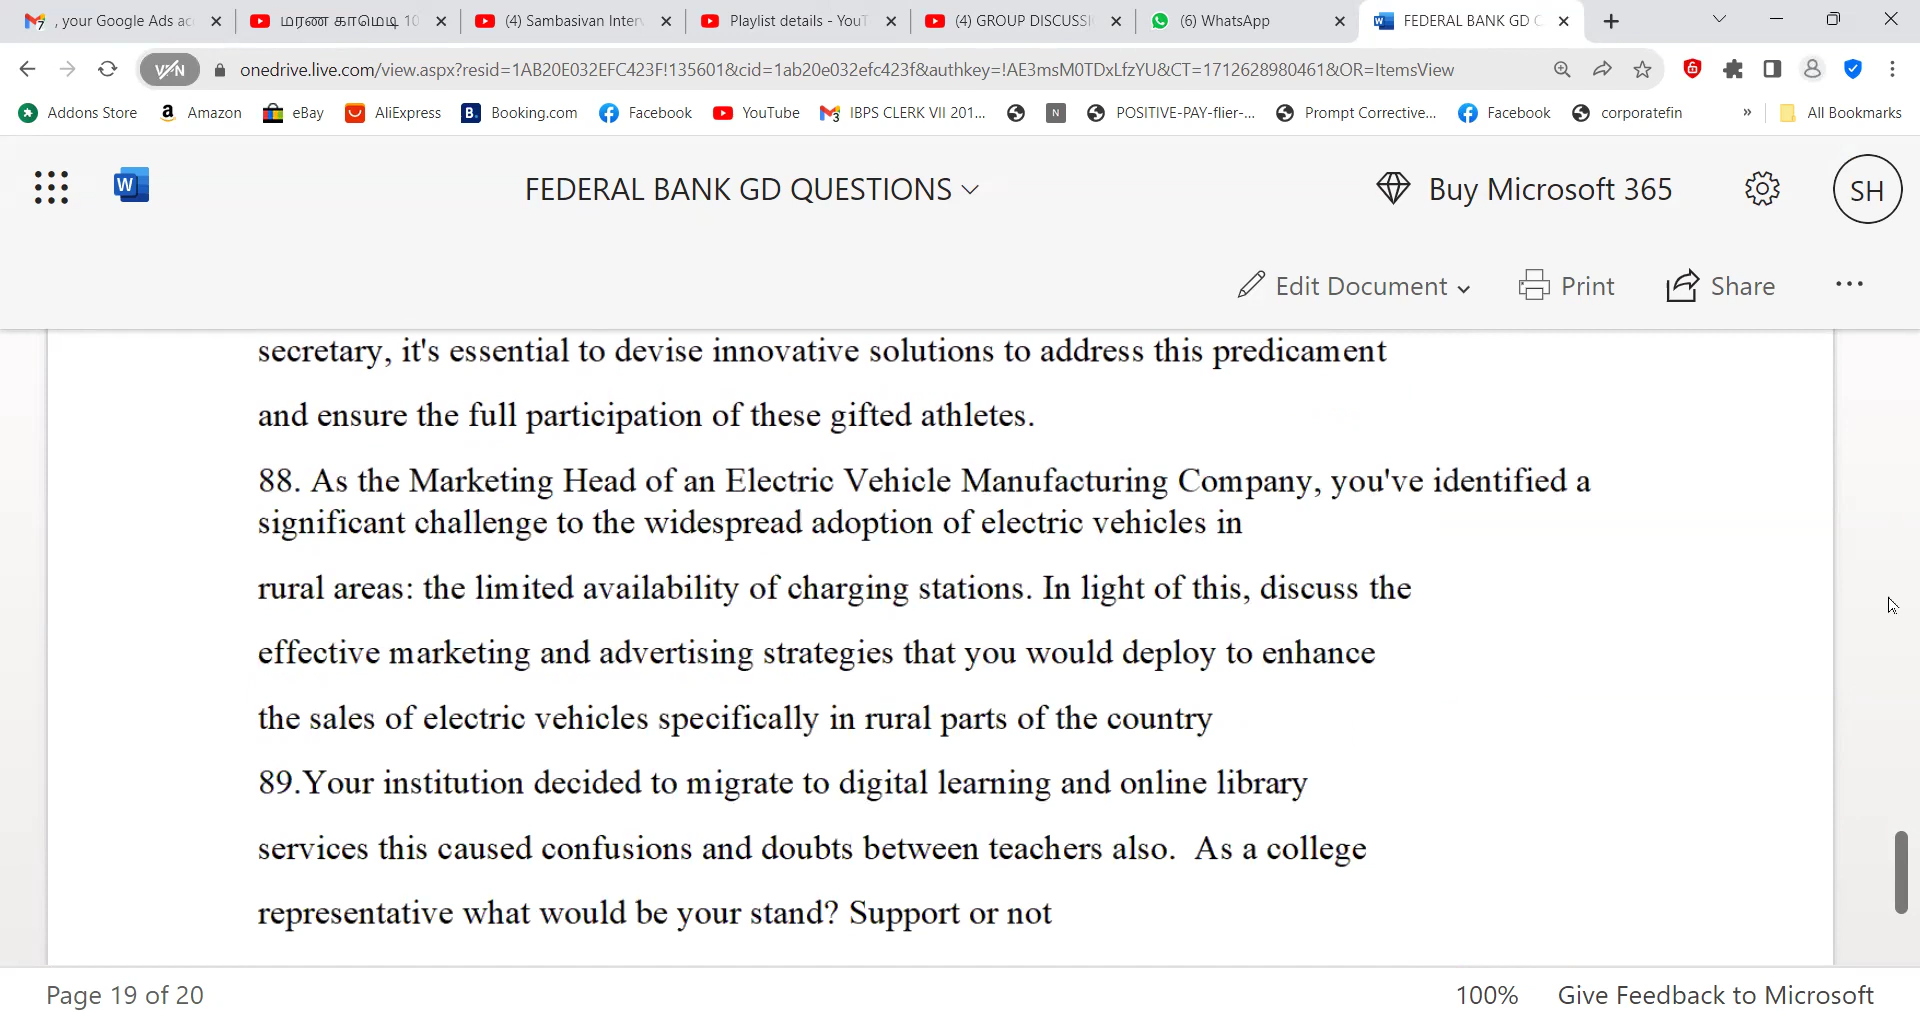 , your Google Ads ac
மரண காமெடி 10
(4) Sambasivan Interv
Playlist details - YouT
(4) GROUP DISCUSSI
(6) WhatsApp
FEDERAL BANK GD Q
VPN
onedrive.live.com/view.aspx?resid=1AB20E032EFC423F!135601&cid=1ab20e032efc423f&authkey=!AE3msM0TDxLfzYU&CT=1712628980461&OR=ItemsView
Addons Store
Amazon
eBay
AliExpress
Booking.com
Facebook
YouTube
IBPS CLERK VII 201...
N
POSITIVE-PAY-flier-...
Prompt Corrective...
Facebook
corporatefin
»
All Bookmarks
W
FEDERAL BANK GD QUESTIONS
Buy Microsoft 365
SH
Edit Document
Print
Share
...
secretary, it's essential to devise innovative solutions to address this predicament
and ensure the full participation of these gifted athletes.
88. As the Marketing Head of an Electric Vehicle Manufacturing Company, you've identified a
significant challenge to the widespread adoption of electric vehicles in
rural areas: the limited availability of charging stations. In light of this, discuss the
effective marketing and advertising strategies that you would deploy to enhance
the sales of electric vehicles specifically in rural parts of the country
89.Your institution decided to migrate to digital learning and online library
services this caused confusions and doubts between teachers also.  As a college
representative what would be your stand? Support or not
Page 19 of 20
100%
Give Feedback to Microsoft